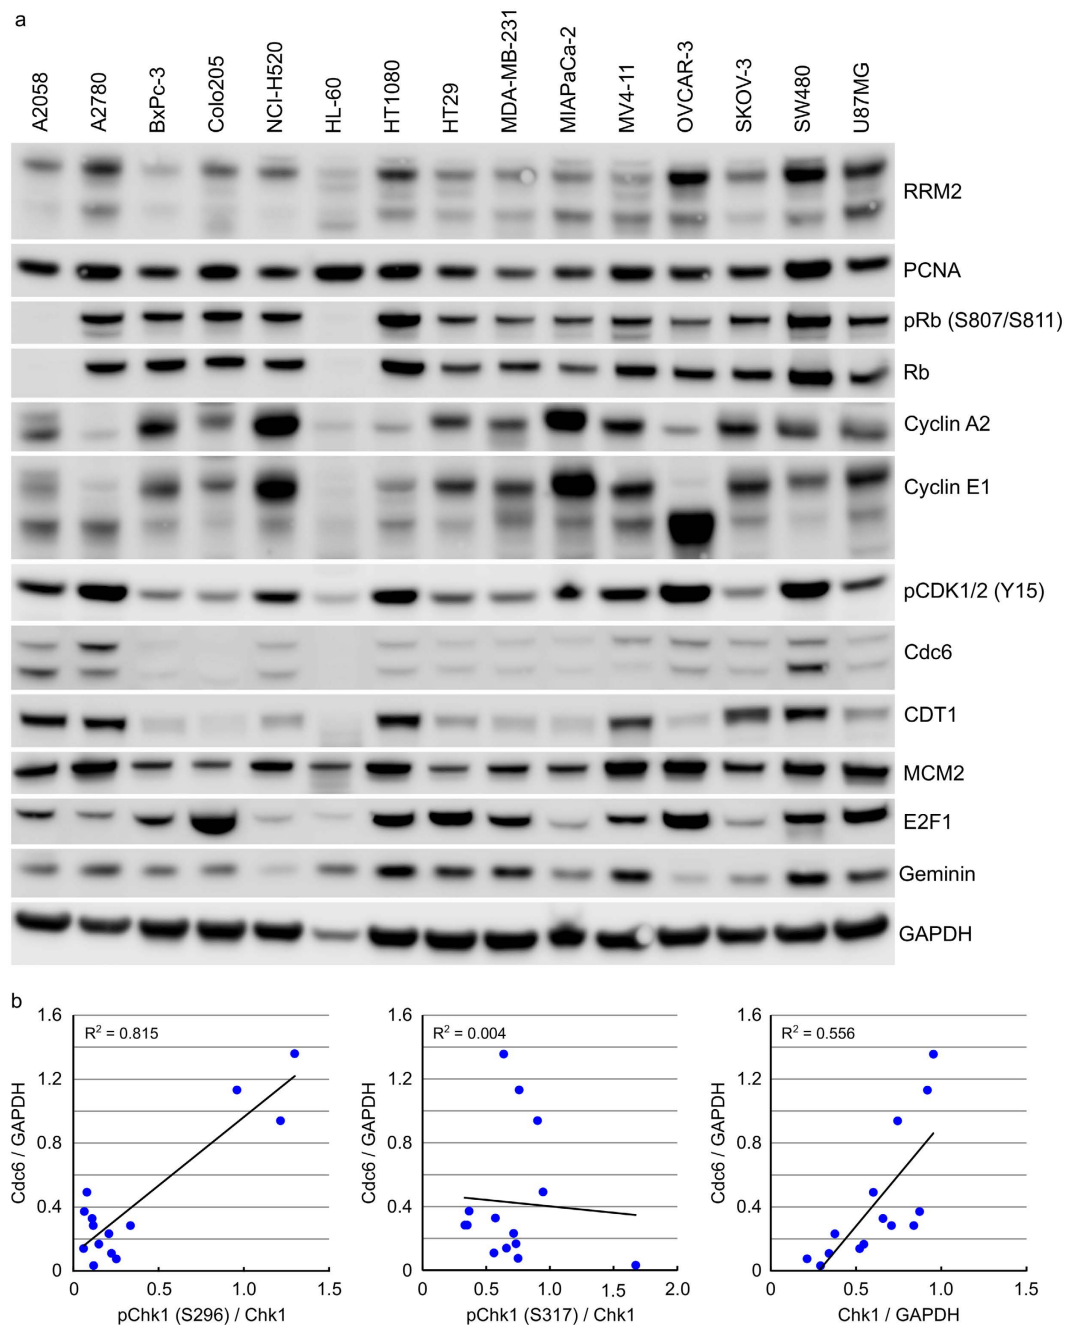 a
A2058
A2780
BxPc-3
Colo205
NCI-H520
HL-60
HT1080
HT29
MDA-MB-231
MIAPaCa-2
MV4-11
OVCAR-3
SKOV-3
SW480
U87MG
RRM2
PCNA
pRb (S807/S811)
Rb
Cyclin A2
Cyclin E1
pCDK1/2 (Y15)
Cdc6
CDT1
MCM2
E2F1
Geminin
GAPDH
b
Cdc6 / GAPDH
1.6
1.2
0.8
0.4
0
R² = 0.815
0 0.5 1.0 1.5
pChk1 (S296) / Chk1
Cdc6 / GAPDH
1.6
1.2
0.8
0.4
0
R² = 0.004
0 0.5 1.0 1.5 2.0
pChk1 (S317) / Chk1
Cdc6 / GAPDH
1.6
1.2
0.8
0.4
0
R² = 0.556
0 0.5 1.0 1.5
Chk1 / GAPDH